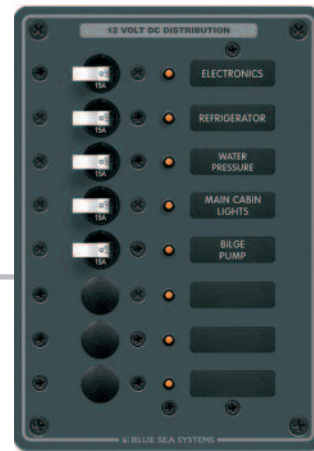 12 VOLT DC DISTRIBUTION
15A
ELECTRONICS
15A
REFRIGERATOR
15A
WATER
PRESSURE
15A
MAIN CABIN
LIGHTS
15A
BILGE
PUMP
BLUE SEA SYSTEMS